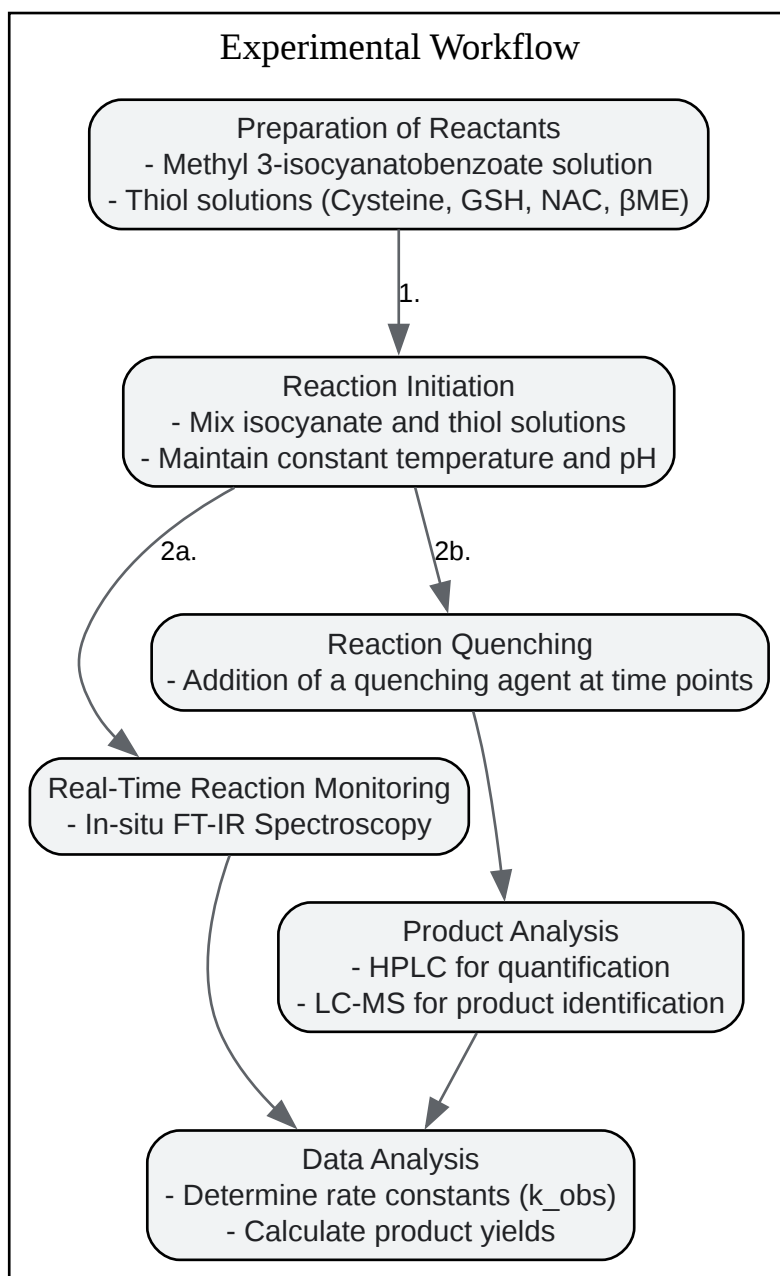 Experimental Workflow
Preparation of Reactants
- Methyl 3-isocyanatobenzoate solution
- Thiol solutions (Cysteine, GSH, NAC, βME)
1.
Reaction Initiation
- Mix isocyanate and thiol solutions
- Maintain constant temperature and pH
2a.
2b.
Reaction Quenching
- Addition of a quenching agent at time points
Real-Time Reaction Monitoring
- In-situ FT-IR Spectroscopy
Product Analysis
- HPLC for quantification
- LC-MS for product identification
Data Analysis
- Determine rate constants (k_obs)
- Calculate product yields